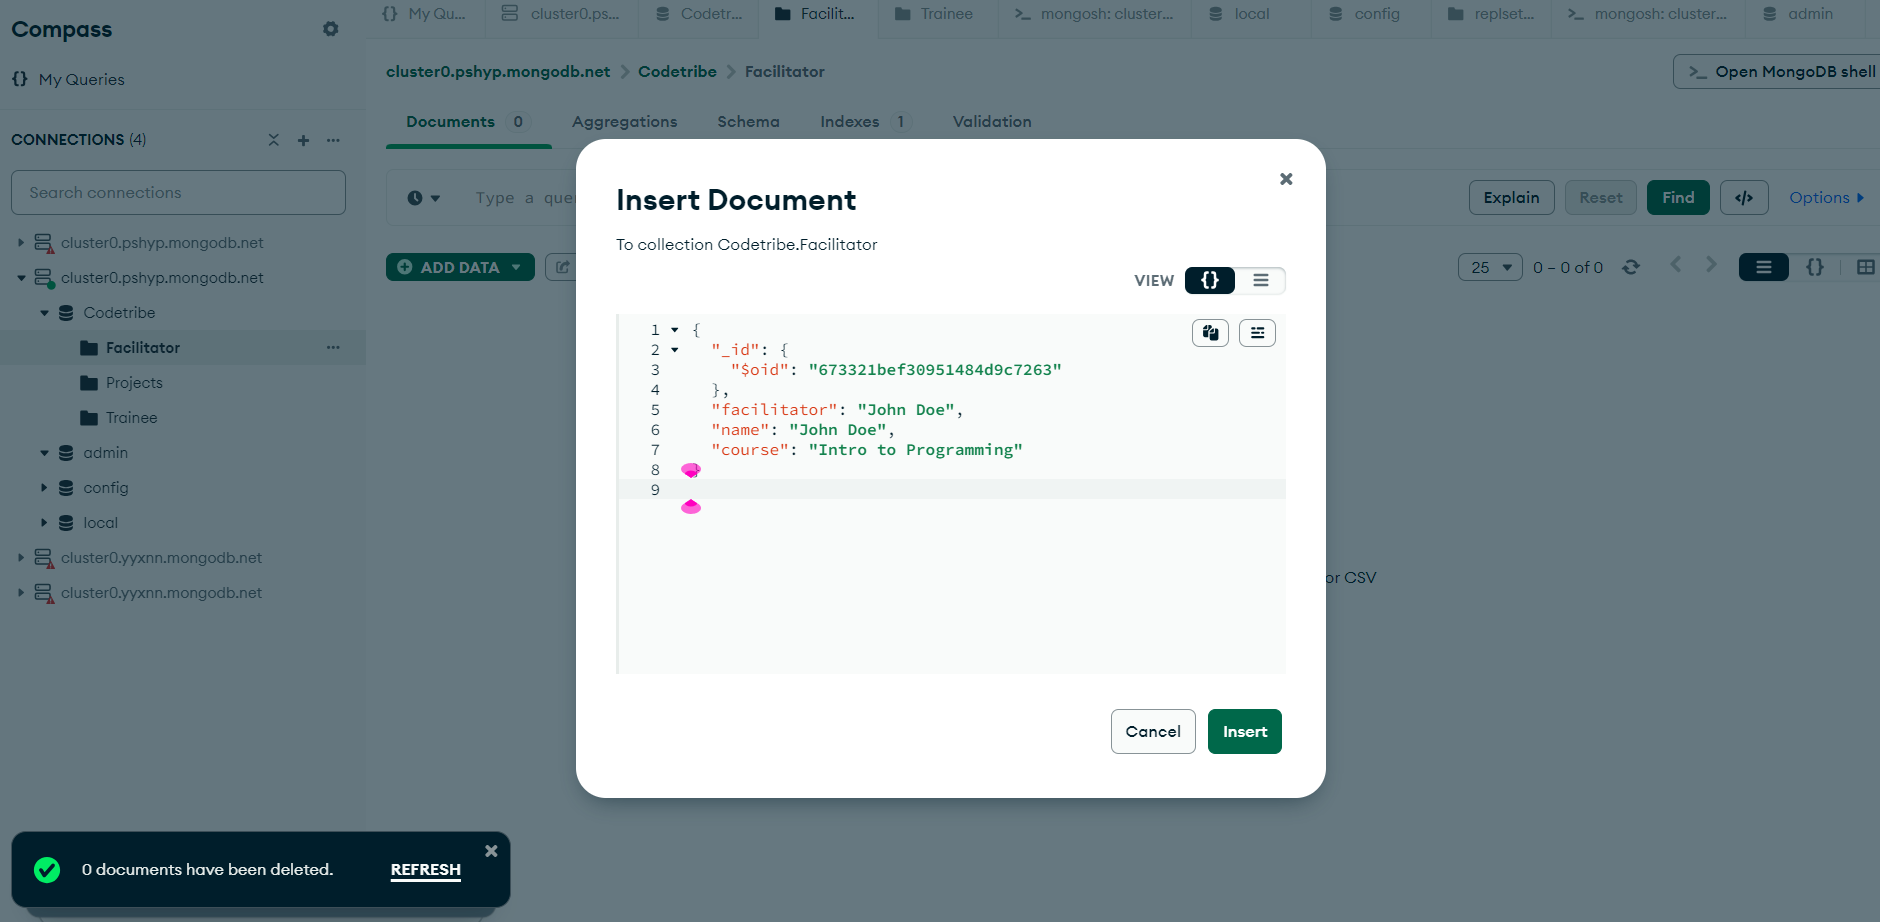 Compass
My Queries
CONNECTIONS (4)
Search connections
cluster0.pshyp.mongodb.net
cluster0.pshyp.mongodb.net
Codetribe
Facilitator
Projects
Trainee
admin
config
local
cluster0.yyxnn.mongodb.net
cluster0.yyxnn.mongodb.net
{} My Qu... cluster0.ps... Codetr... Facilit... Trainee >_ mongosh: cluster... local config replset... >_ mongosh: cluster... admin
cluster0.pshyp.mongodb.net > Codetribe > Facilitator
>_ Open MongoDB shell
Documents 0 Aggregations Schema Indexes 1 Validation
Type a que
Explain Reset Find </> Options
ADD DATA
25 0 – 0 of 0
or CSV
Insert Document
To collection Codetribe.Facilitator
VIEW {}
1 {
2 "_id": {
3 "$oid": "673321bef30951484d9c7263"
4 },
5 "facilitator": "John Doe",
6 "name": "John Doe",
7 "course": "Intro to Programming"
8 }
9
Cancel Insert
0 documents have been deleted. REFRESH